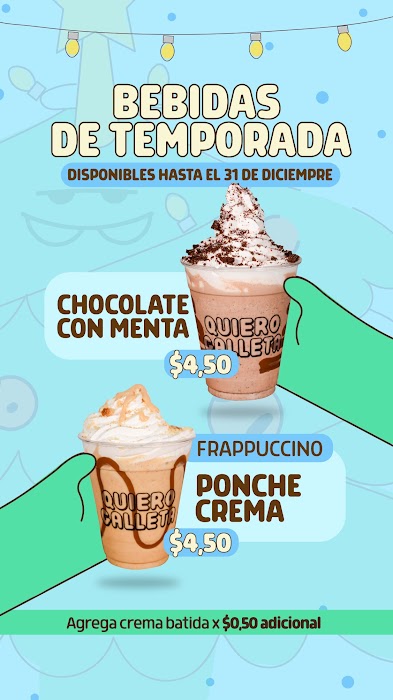 BEBIDAS
DE TEMPORADA
DISPONIBLES HASTA EL 31 DE DICIEMPRE
CHOCOLATE
CON MENTA
QUIERO
GALLETA
$4,50
FRAPPUCCINO
PONCHE
CREMA
QUIERO
GALLETA
$4,50
Agrega crema batida x $0,50 adicional